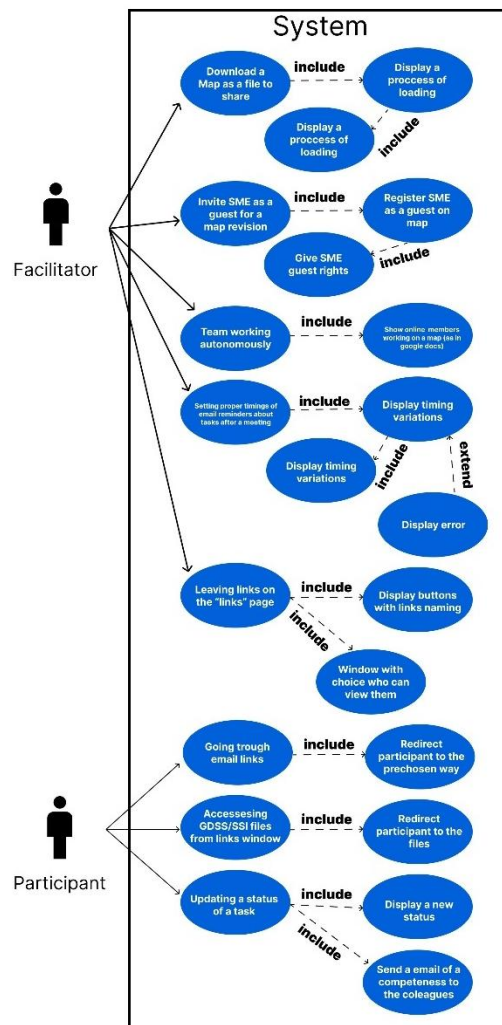 System
Download a
Map as a file to
share
include
Display a
proccess of
loading
Display a
proccess of
loading
include
Facilitator
Invite SME as a
guest for a
map revision
include
Register SME
as a guest on
map
Give SME
guest rights
include
Team working
autonomously
include
Show online members
working on a map (as in
google docs)
Setting proper timings of
email reminders about
tasks after a meeting
include
Display timing
variations
Display timing
variations
include
extend
Display error
Leaving links on
the "links" page
include
Display buttons
with links naming
include
Window with
choice who can
view them
Going trough
email links
include
Redirect
participant to the
prechosen way
Accessesing
GDSS/SSI files
from links window
include
Redirect
participant to the
files
Participant
Updating a status
of a task
include
Display a new
status
include
Send a email of a
competeness to
the coleagues